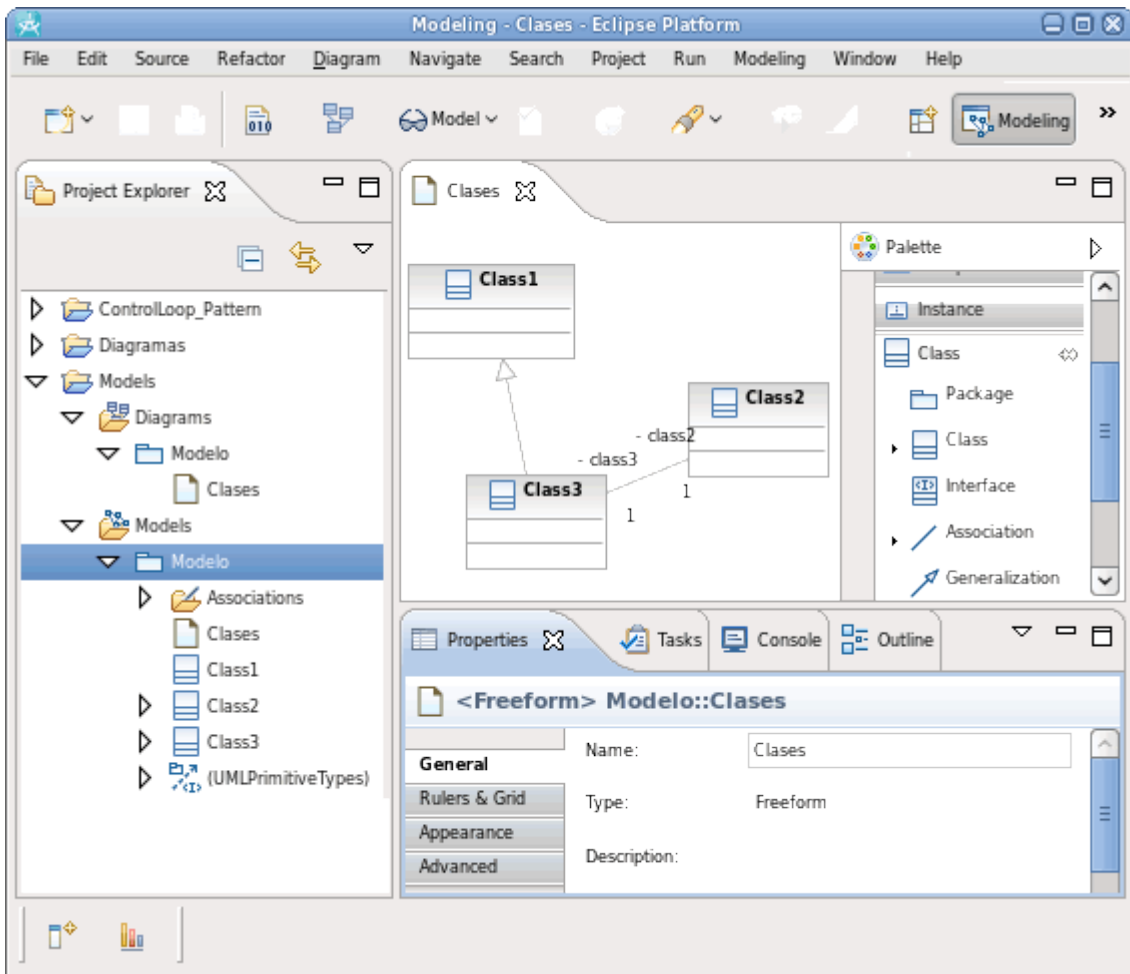 Modeling - Clases - Eclipse Platform
File Edit Source Refactor Diagram Navigate Search Project Run Modeling Window Help
010 Model Modeling »
Project Explorer
Clases
Palette
Instance
Class
Package
Class
Interface
Association
Generalization
ControlLoop_Pattern
Diagramas
Models
Diagrams
Modelo
Clases
Models
Modelo
Associations
Clases
Class1
Class2
Class3
(UMLPrimitiveTypes)
Class1
Class2
- class2
- class3
1
Class3
1
Properties Tasks Console Outline
<Freeform> Modelo::Clases
General
Rulers & Grid
Appearance
Advanced
Name: Clases
Type: Freeform
Description: